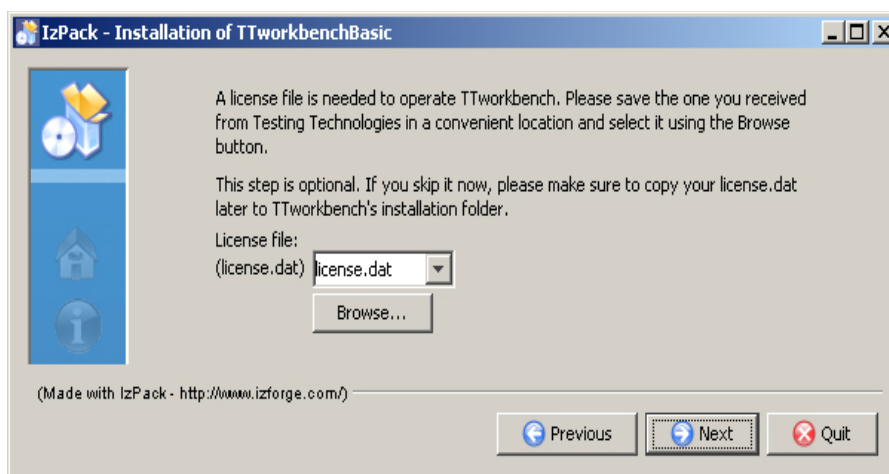 IzPack - Installation of TTworkbenchBasic
A license file is needed to operate TTworkbench. Please save the one you received
from Testing Technologies in a convenient location and select it using the Browse
button.
This step is optional. If you skip it now, please make sure to copy your license.dat
later to TTworkbench's installation folder.
License file:
(license.dat) license.dat
Browse...
(Made with IzPack - http://www.izforge.com/)
Previous Next Quit